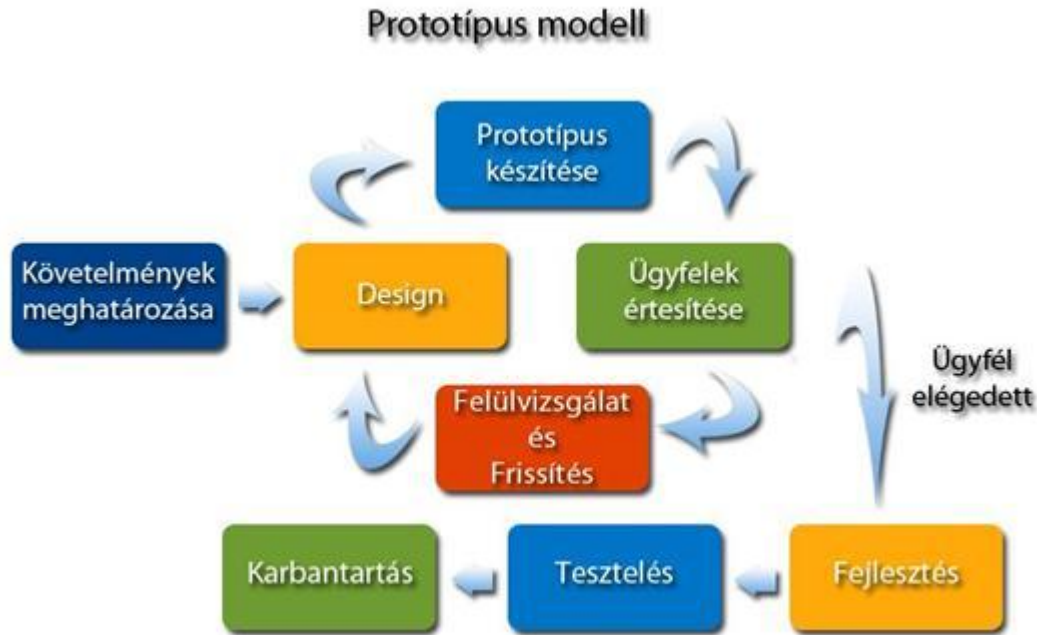 Prototípus modell
Prototípus
készítése
Követelmények
meghatározása
Design
Ügyfelek
értesítése
Ügyfél
elégedett
Felülvizsgálat
és
Frissítés
Karbantartás
Tesztelés
Fejlesztés